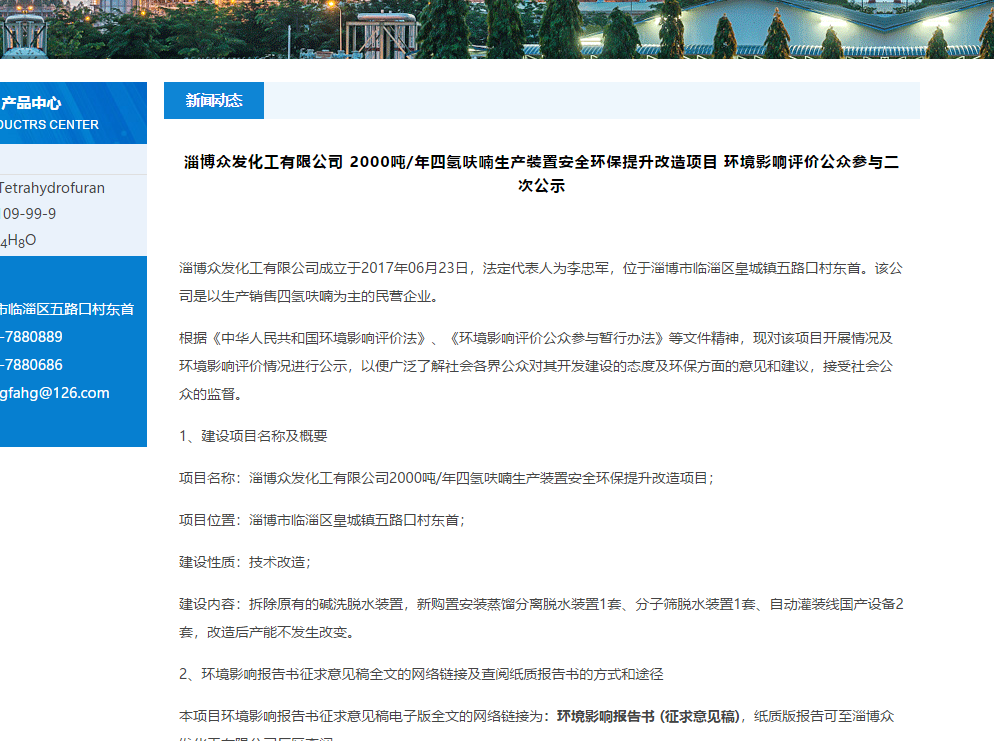 产品中心
DUCTRS CENTER
Tetrahydrofuran
109-99-9
4H8O
市临淄区五路口村东首
-7880889
-7880686
gfahg@126.com
新闻动态
淄博众发化工有限公司 2000吨/年四氢呋喃生产装置安全环保提升改造项目 环境影响评价公众参与二
次公示
淄博众发化工有限公司成立于2017年06月23日，法定代表人为李忠军，位于淄博市临淄区皇城镇五路口村东首。该公
司是以生产销售四氢呋喃为主的民营企业。
根据《中华人民共和国环境影响评价法》、《环境影响评价公众参与暂行办法》等文件精神，现对该项目开展情况及
环境影响评价情况进行公示，以便广泛了解社会各界公众对其开发建设的态度及环保方面的意见和建议，接受社会公
众的监督。
1、建设项目名称及概要
项目名称：淄博众发化工有限公司2000吨/年四氢呋喃生产装置安全环保提升改造项目；
项目位置：淄博市临淄区皇城镇五路口村东首；
建设性质：技术改造；
建设内容：拆除原有的碱洗脱水装置，新购置安装蒸馏分离脱水装置1套、分子筛脱水装置1套、自动灌装线国产设备2
套，改造后产能不发生改变。
2、环境影响报告书征求意见稿全文的网络链接及查阅纸质报告书的方式和途径
本项目环境影响报告书征求意见稿电子版全文的网络链接为：环境影响报告书 (征求意见稿)，纸质版报告可至淄博众